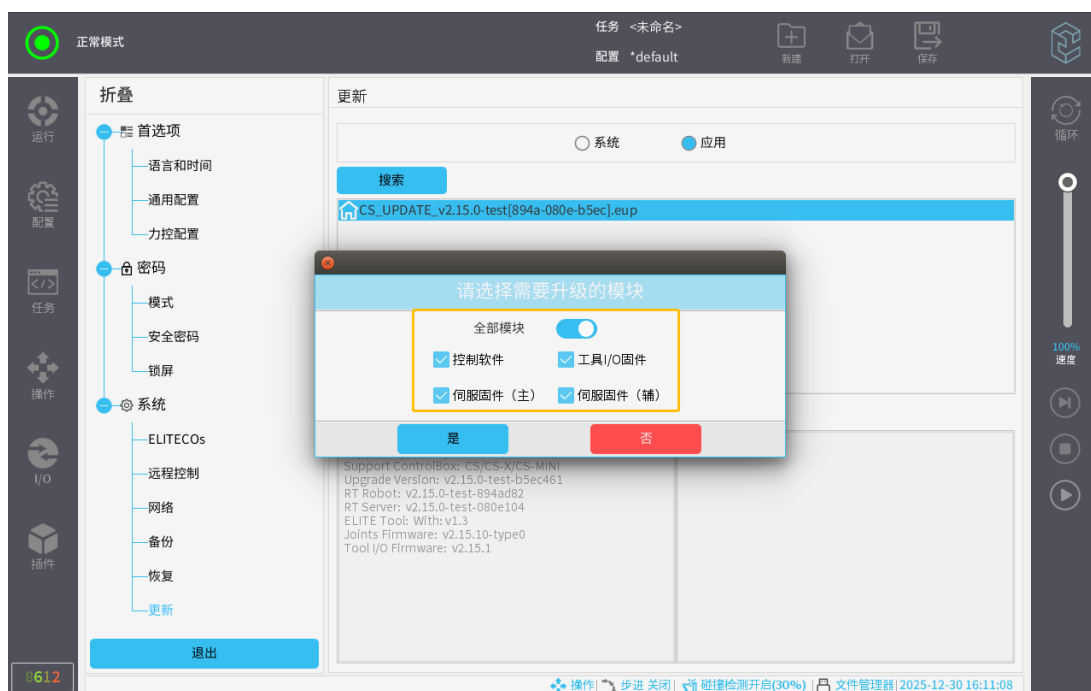 正常模式
任务 <未命名>
配置 *default
新建
打开
保存
运行
配置
任务
操作
I/O
插件
8612
折叠
首选项
语言和时间
通用配置
力控配置
密码
模式
安全密码
锁屏
系统
ELITECOs
远程控制
网络
备份
恢复
更新
退出
更新
系统 应用
搜索
CS_UPDATE_v2.15.0-test[894a-080e-b5ec].eup
请选择需要升级的模块
全部模块
控制软件 工具I/O固件
伺服固件（主） 伺服固件（辅）
是 否
Support ControlBox: CS/CS-X/CS-MINI
Upgrade Version: v2.15.0-test-b5ec461
RT Robot: v2.15.0-test-894ad82
RT Server: v2.15.0-test-080e104
ELITE Tool: With: v1.3
Joints Firmware: v2.15.10-type0
Tool I/O Firmware: v2.15.1
循环
100%
速度
操作| 步进 关闭| 碰撞检测开启(30%) | 文件管理器|2025-12-30 16:11:08